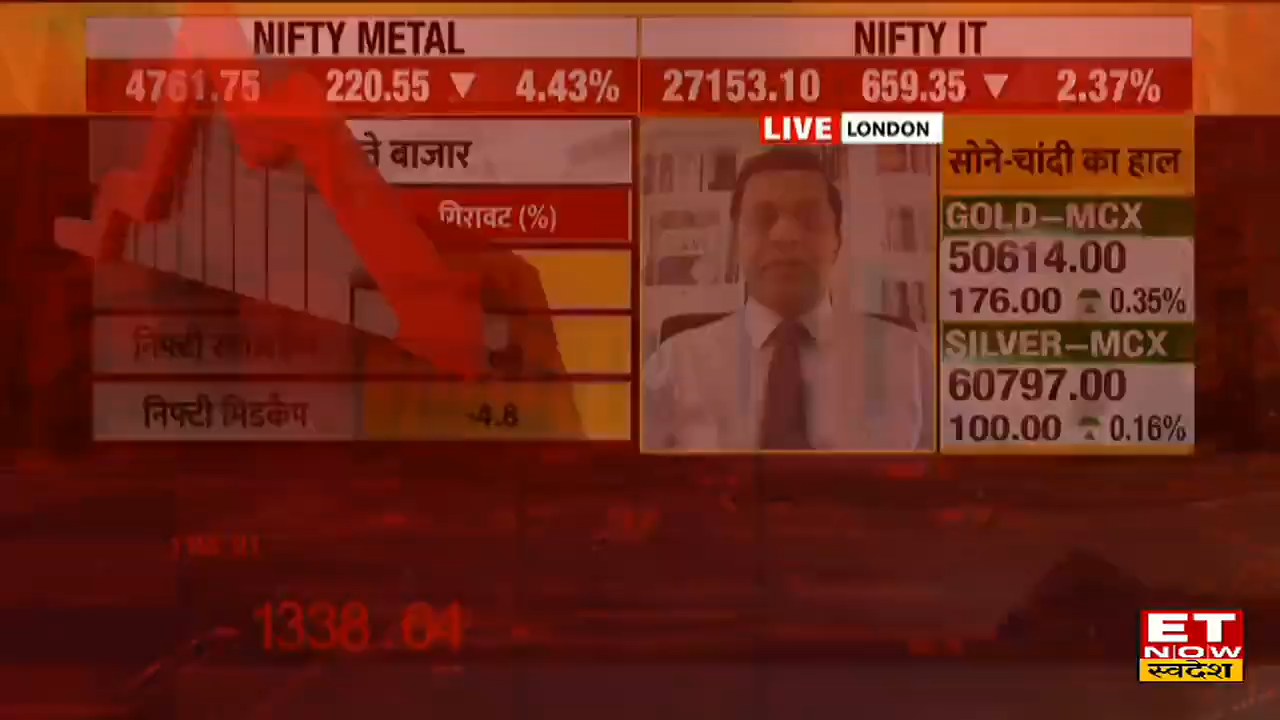 NIFTY METAL
4761.75 220.55 ▼ 4.43%
NIFTY IT
27153.10 659.35 ▼ 2.37%
बाजार
गिरावट (%)
निफ्टी
निफ्टी मिडकैप -4.8
LIVE LONDON
सोने-चांदी का हाल
GOLD–MCX
50614.00
176.00 0.35%
SILVER–MCX
60797.00
100.00 0.16%
1338.
ET
NOW
स्वदेश